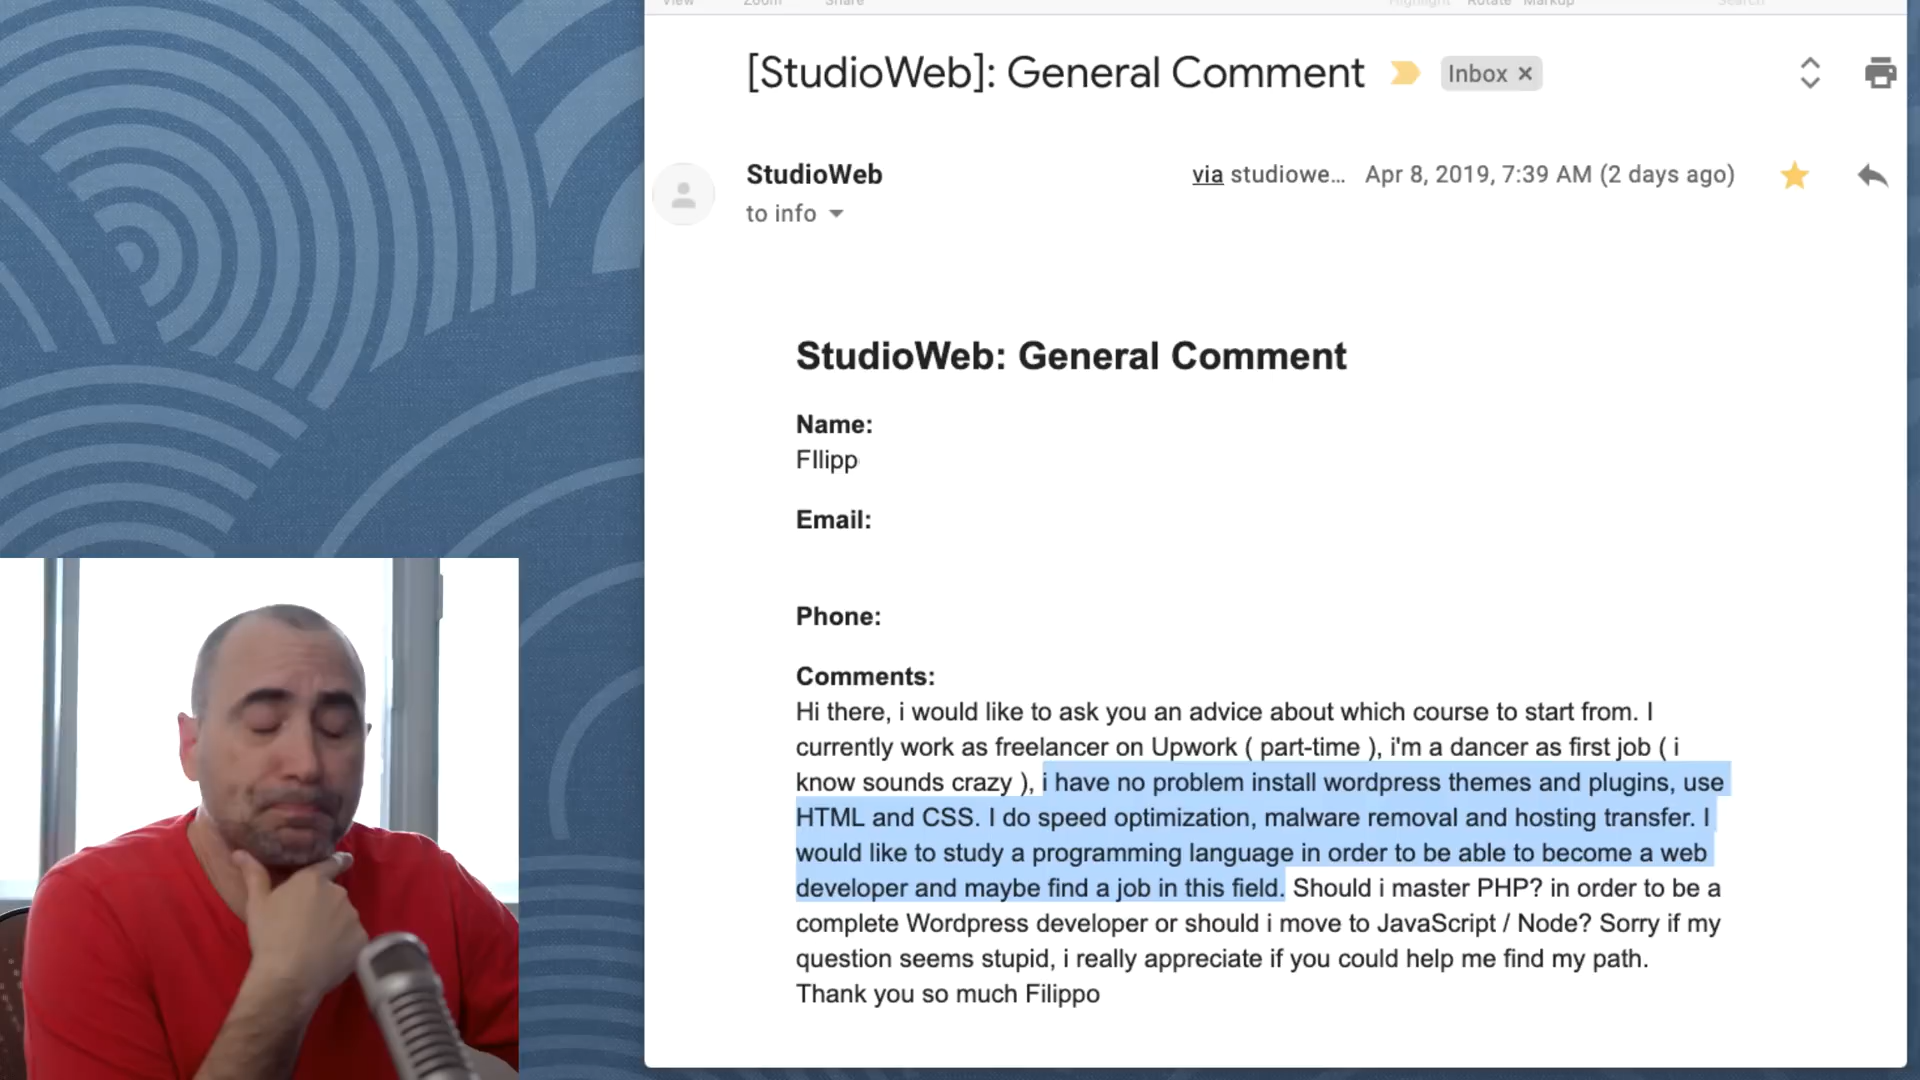 View Zoom Share Highlight Rotate Markup Search
[StudioWeb]: General Comment Inbox ×
StudioWeb via studiowe... Apr 8, 2019, 7:39 AM (2 days ago)
to info
StudioWeb: General Comment
Name:
FIlipp
Email:
Phone:
Comments:
Hi there, i would like to ask you an advice about which course to start from. I
currently work as freelancer on Upwork ( part-time ), i'm a dancer as first job ( i
know sounds crazy ), i have no problem install wordpress themes and plugins, use
HTML and CSS. I do speed optimization, malware removal and hosting transfer. I
would like to study a programming language in order to be able to become a web
developer and maybe find a job in this field. Should i master PHP? in order to be a
complete Wordpress developer or should i move to JavaScript / Node? Sorry if my
question seems stupid, i really appreciate if you could help me find my path.
Thank you so much Filippo